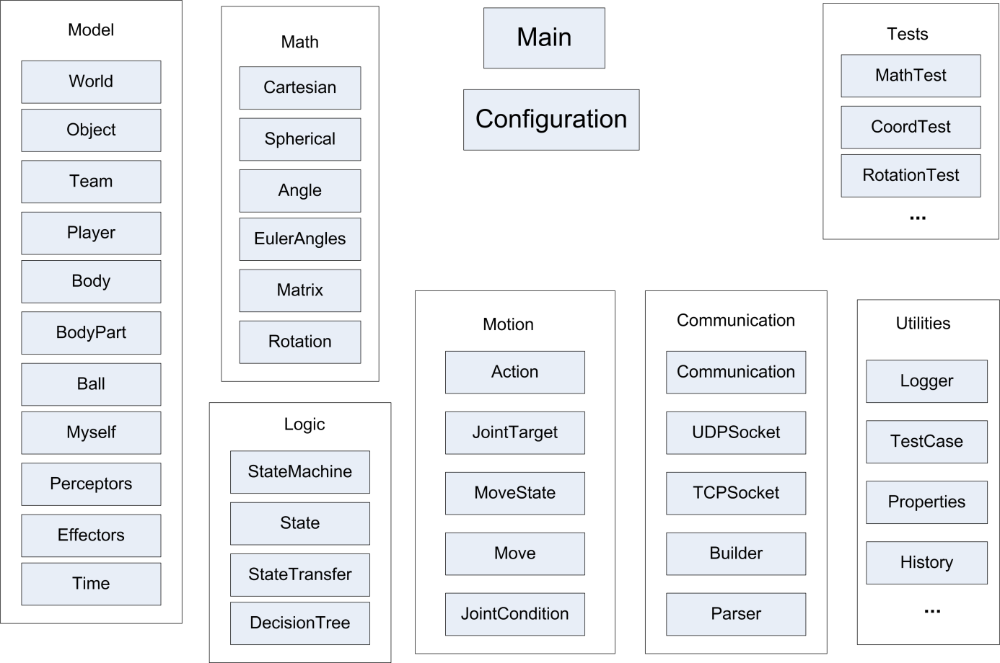 Model
World
Object
Team
Player
Body
BodyPart
Ball
Myself
Perceptors
Effectors
Time
Math
Cartesian
Spherical
Angle
EulerAngles
Matrix
Rotation
Logic
StateMachine
State
StateTransfer
DecisionTree
Main
Configuration
Motion
Action
JointTarget
MoveState
Move
JointCondition
Communication
Communication
UDPSocket
TCPSocket
Builder
Parser
Tests
MathTest
CoordTest
RotationTest
...
Utilities
Logger
TestCase
Properties
History
...